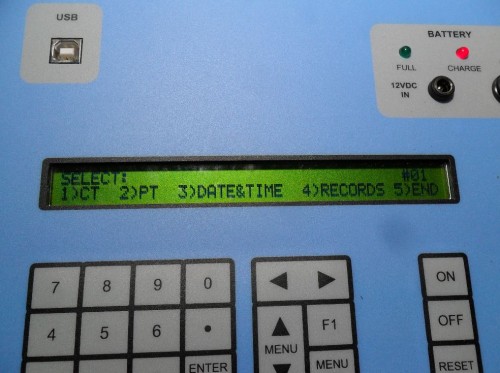 USB
BATTERY
FULL CHARGE
12VDC
IN
SELECT: #01
1)CT 2)PT 3)DATE&TIME 4)RECORDS 5)END
7 8 9 0
4 5 6 •
ENTER
◀ ▶
▲ F1
MENU
▼ MENU
ON
OFF
RESET